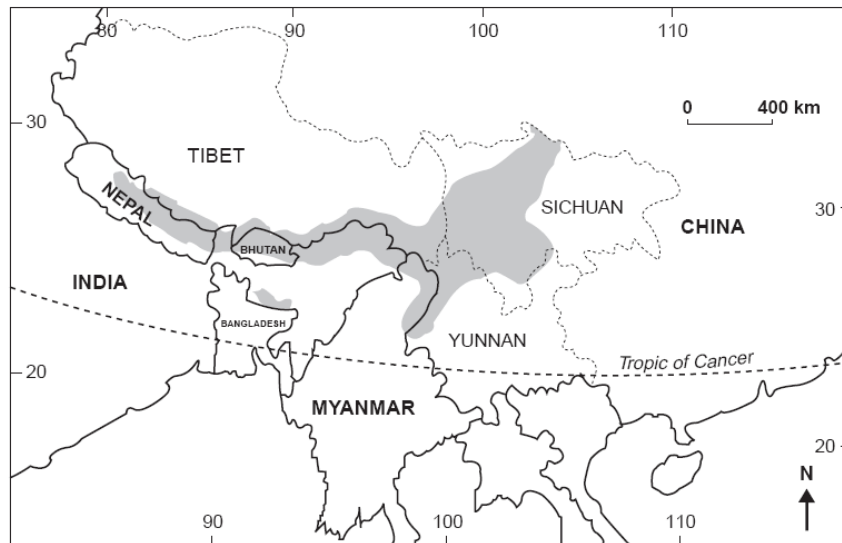 80 90 100 110
0 400 km
30
TIBET
NEPAL
SICHUAN
30
CHINA
BHUTAN
INDIA
BANGLADESH
YUNNAN
Tropic of Cancer
20
MYANMAR
20
N
90 100 110